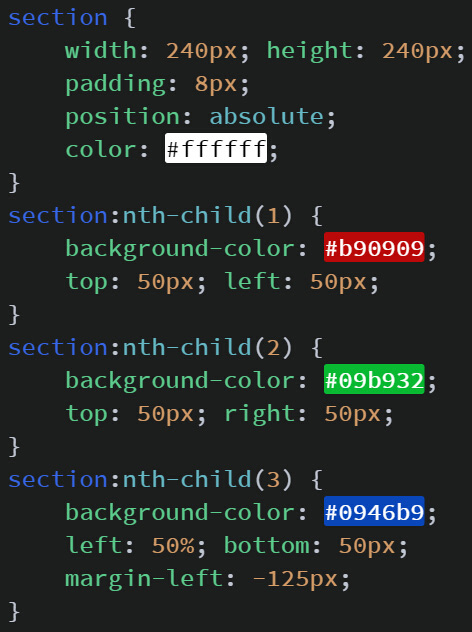 section {
    width: 240px; height: 240px;
    padding: 8px;
    position: absolute;
    color: #ffffff;
}
section:nth-child(1) {
    background-color: #b90909;
    top: 50px; left: 50px;
}
section:nth-child(2) {
    background-color: #09b932;
    top: 50px; right: 50px;
}
section:nth-child(3) {
    background-color: #0946b9;
    left: 50%; bottom: 50px;
    margin-left: -125px;
}